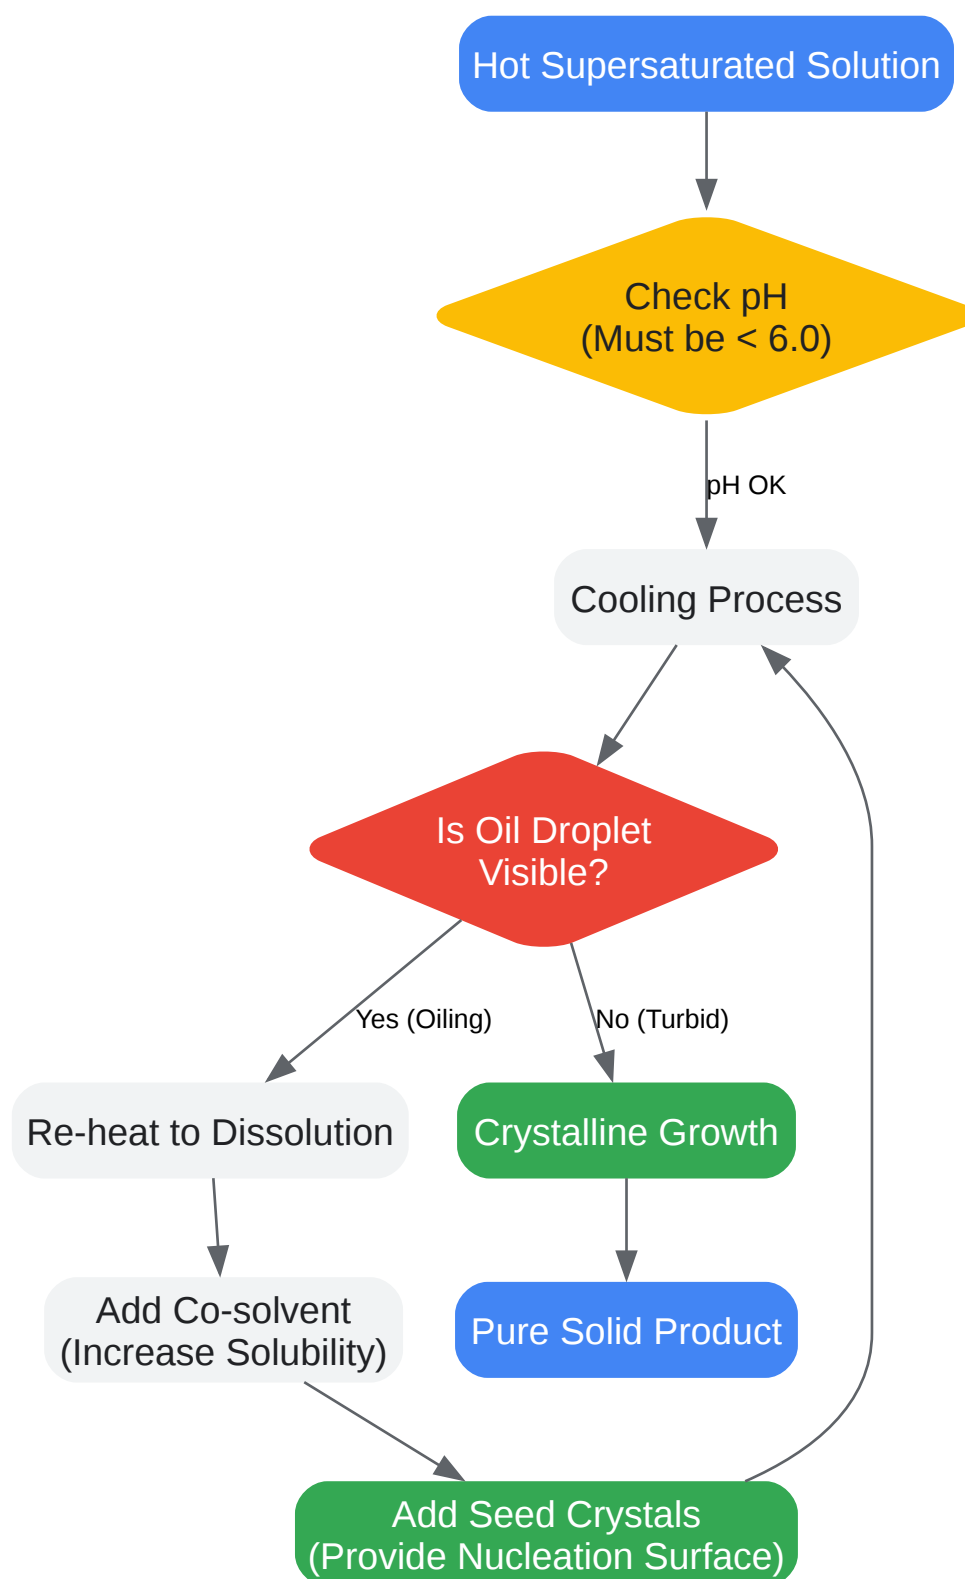 Hot Supersaturated Solution
Check pH
(Must be < 6.0)
pH OK
Cooling Process
Is Oil Droplet
Visible?
Yes (Oiling)
No (Turbid)
Re-heat to Dissolution
Crystalline Growth
Add Co-solvent
(Increase Solubility)
Pure Solid Product
Add Seed Crystals
(Provide Nucleation Surface)